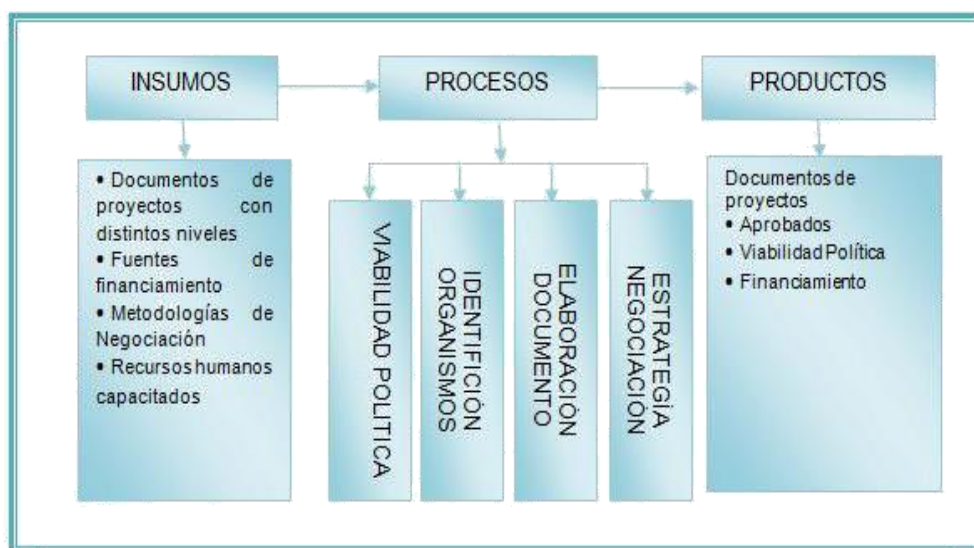 INSUMOS
PROCESOS
PRODUCTOS
• Documentos de
proyectos con
distintos niveles
• Fuentes de
financiamiento
• Metodologías de
Negociación
• Recursos humanos
capacitados
VIABILIDAD POLITICA
IDENTIFICIÓN
ORGANISMOS
ELABORACIÓN
DOCUMENTO
ESTRATEGÍA
NEGOCIACIÓN
Documentos de
proyectos
• Aprobados
• Viabilidad Política
• Financiamiento